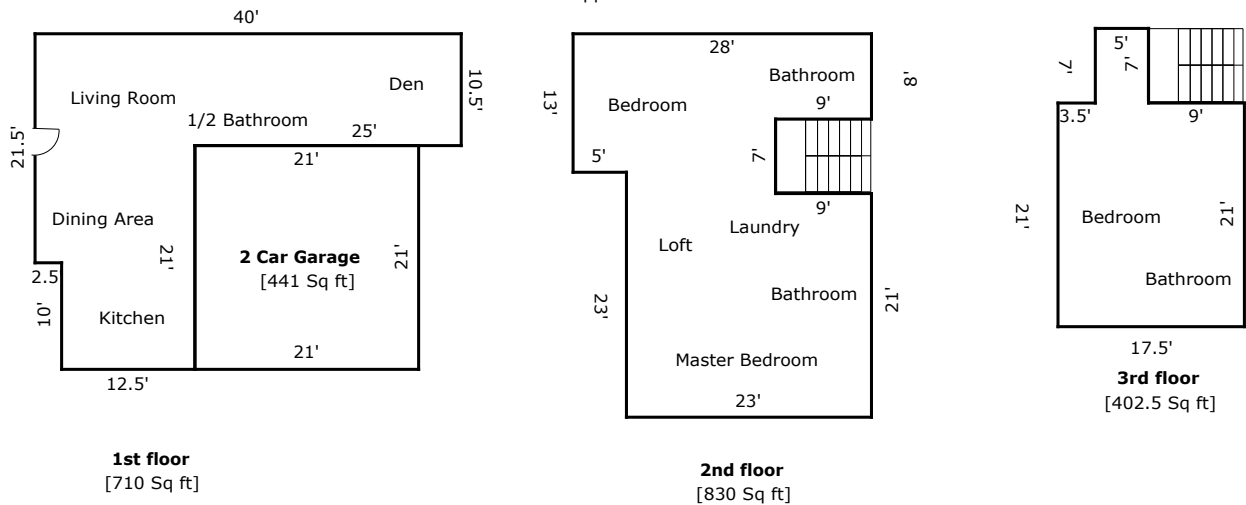 40'
Living Room
Den
10.5'
1/2 Bathroom
25'
21.5'
21'
Dining Area
21'
2 Car Garage
[441 Sq ft]
21'
2.5
10'
Kitchen
21'
12.5'
1st floor
[710 Sq ft]
28'
Bathroom
8'
13'
Bedroom
9'
5'
7'
9'
Laundry
Loft
Bathroom
23'
21'
Master Bedroom
23'
2nd floor
[830 Sq ft]
5'
7'
7'
3.5'
9'
21'
Bedroom
21'
Bathroom
17.5'
3rd floor
[402.5 Sq ft]